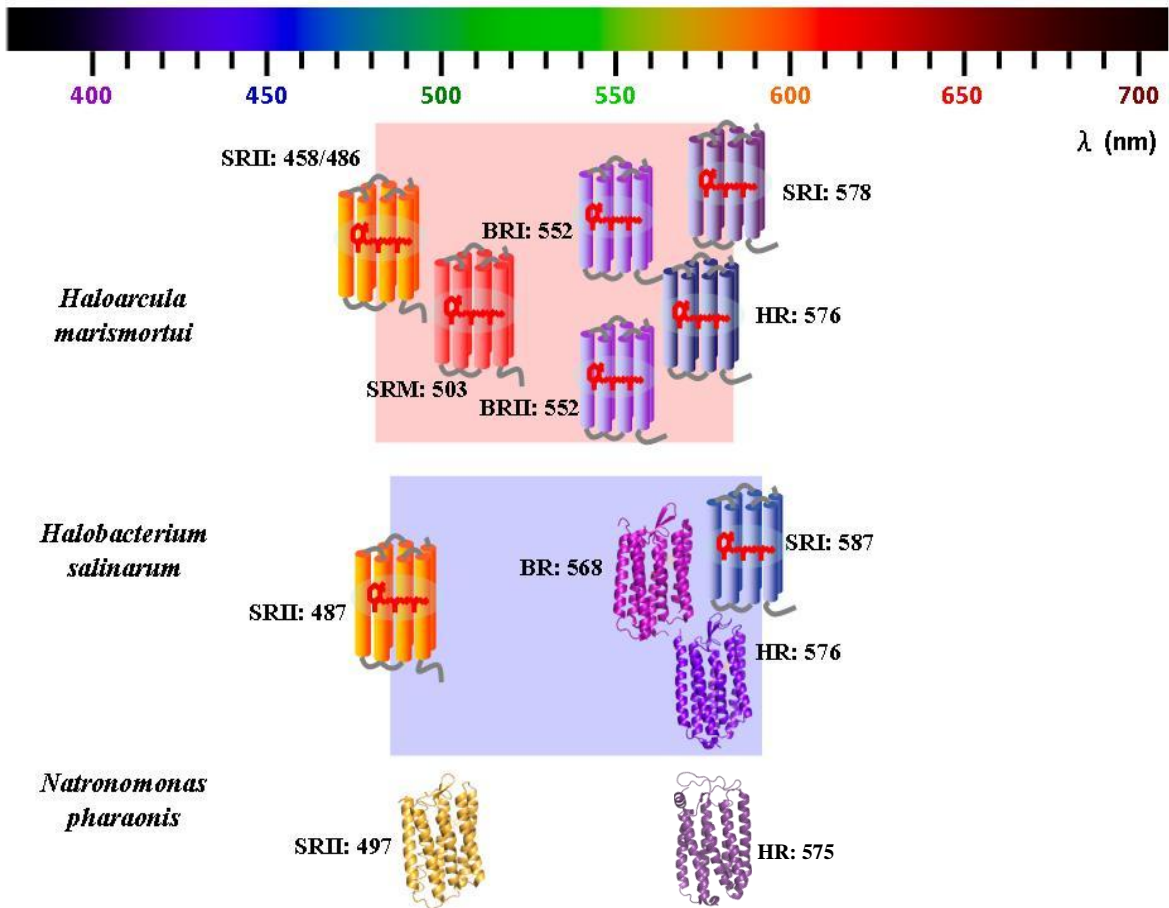 400 450 500 550 600 650 700
λ (nm)
SRII: 458/486
SRI: 578
BRI: 552
Haloarcula
marismortui
HR: 576
SRM: 503
BRII: 552
Halobacterium
salinarum
SRI: 587
BR: 568
SRII: 487
HR: 576
Natronomonas
pharaonis
SRII: 497
HR: 575